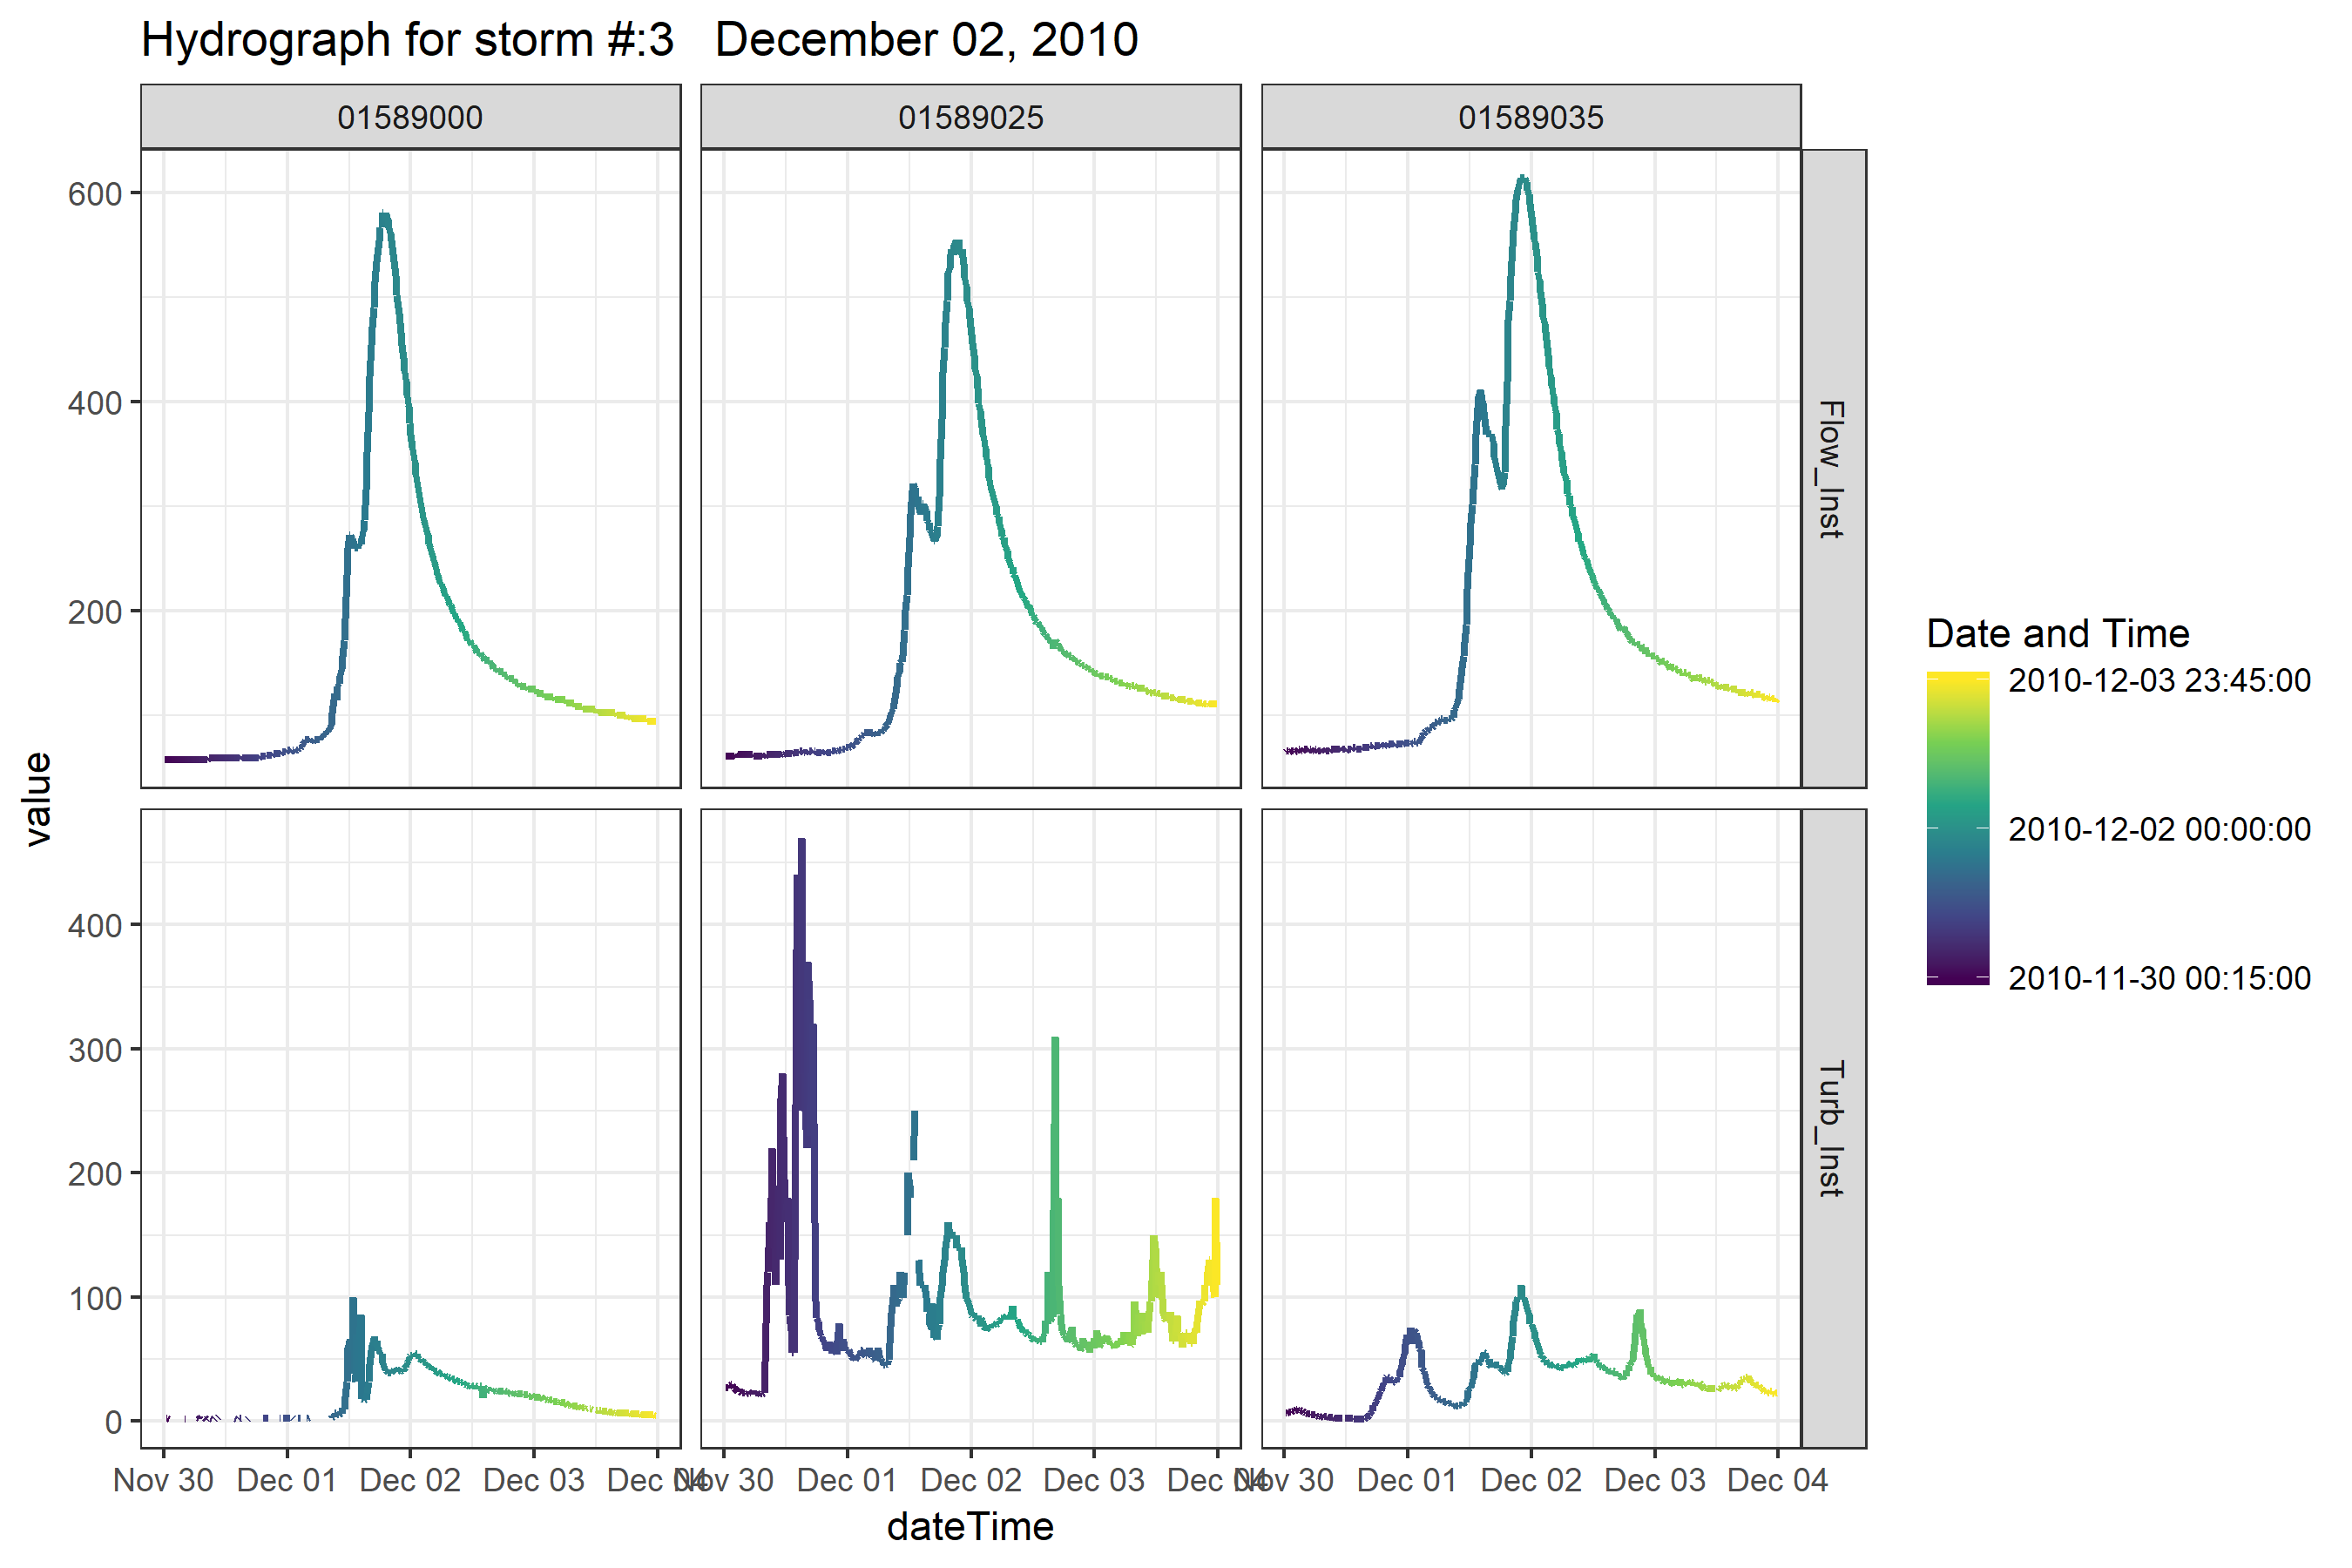 Hydrograph for storm #:3   December 02, 2010
01589000
01589025
01589035
600
400
200
Flow_Inst
400
300
200
100
0
Turb_Inst
Nov 30 Dec 01 Dec 02 Dec 03 Dec 04
Nov 30 Dec 01 Dec 02 Dec 03 Dec 04
Nov 30 Dec 01 Dec 02 Dec 03 Dec 04
dateTime
value
Date and Time
2010-12-03 23:45:00
2010-12-02 00:00:00
2010-11-30 00:15:00